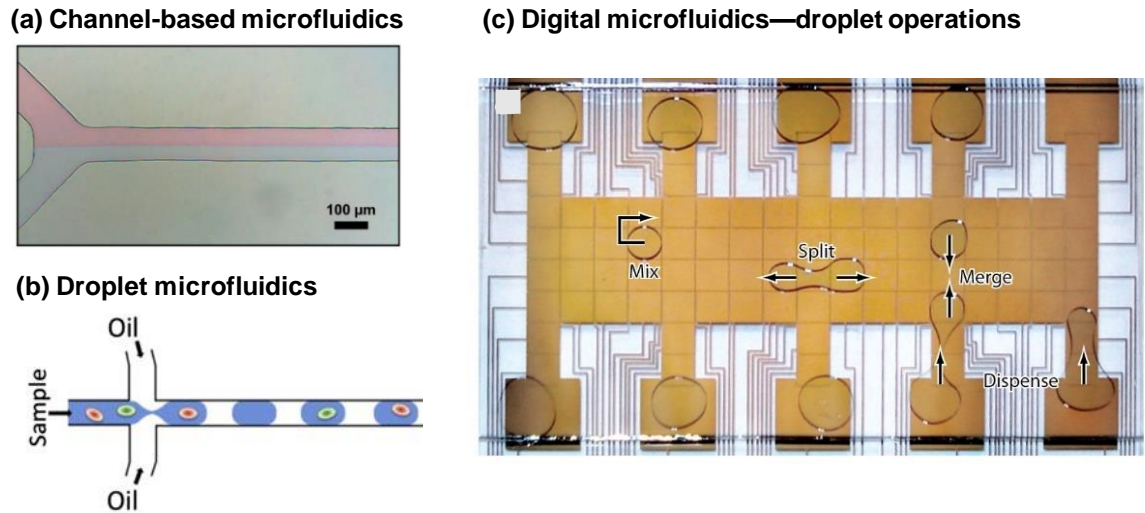 (a) Channel-based microfluidics
100 µm
(b) Droplet microfluidics
Oil
Sample
Oil
(c) Digital microfluidics—droplet operations
Mix
Split
Merge
Dispense